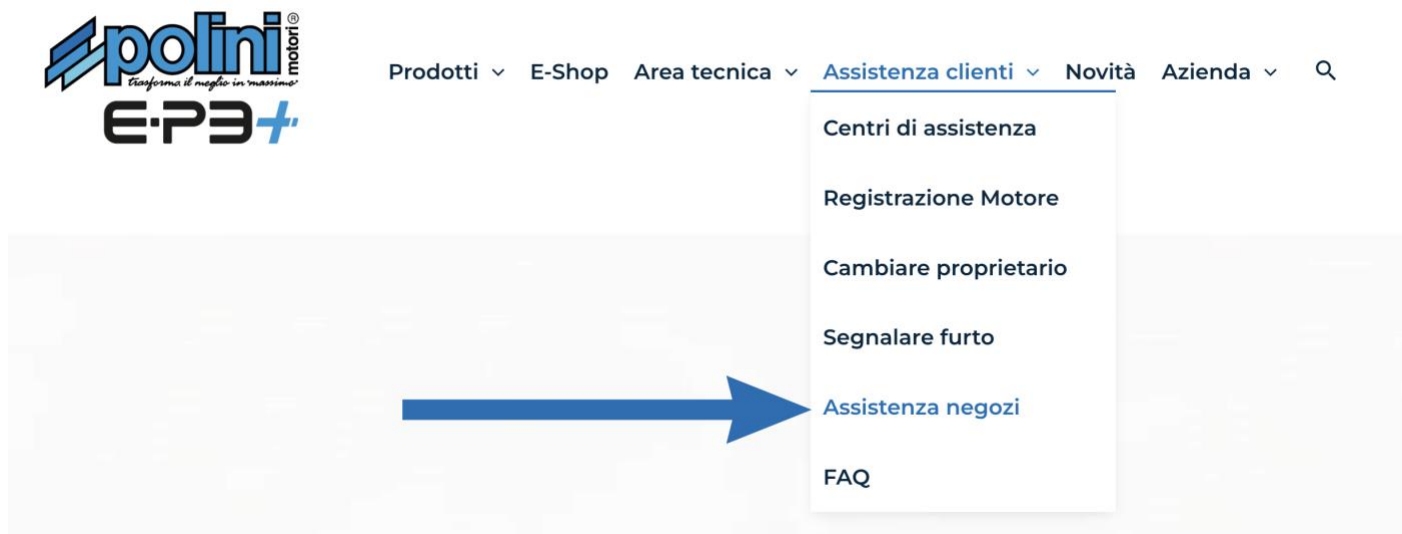 polini motori®
trasforma il meglio in massimo
E-P3+
Prodotti E-Shop Area tecnica Assistenza clienti Novità Azienda
Centri di assistenza
Registrazione Motore
Cambiare proprietario
Segnalare furto
Assistenza negozi
FAQ